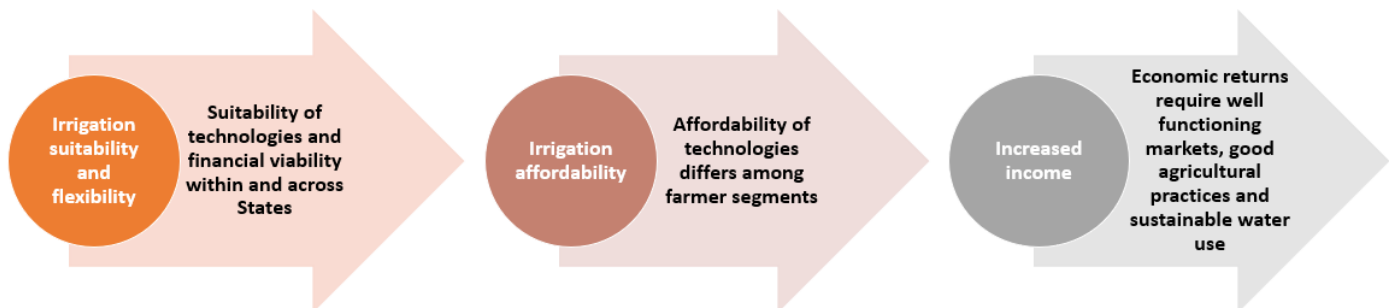 Irrigation
suitability
and
flexibility
Suitability of
technologies and
financial viability
within and across
States
Irrigation
affordability
Affordability of
technologies
differs among
farmer segments
Increased
income
Economic returns
require well
functioning
markets, good
agricultural
practices and
sustainable water
use